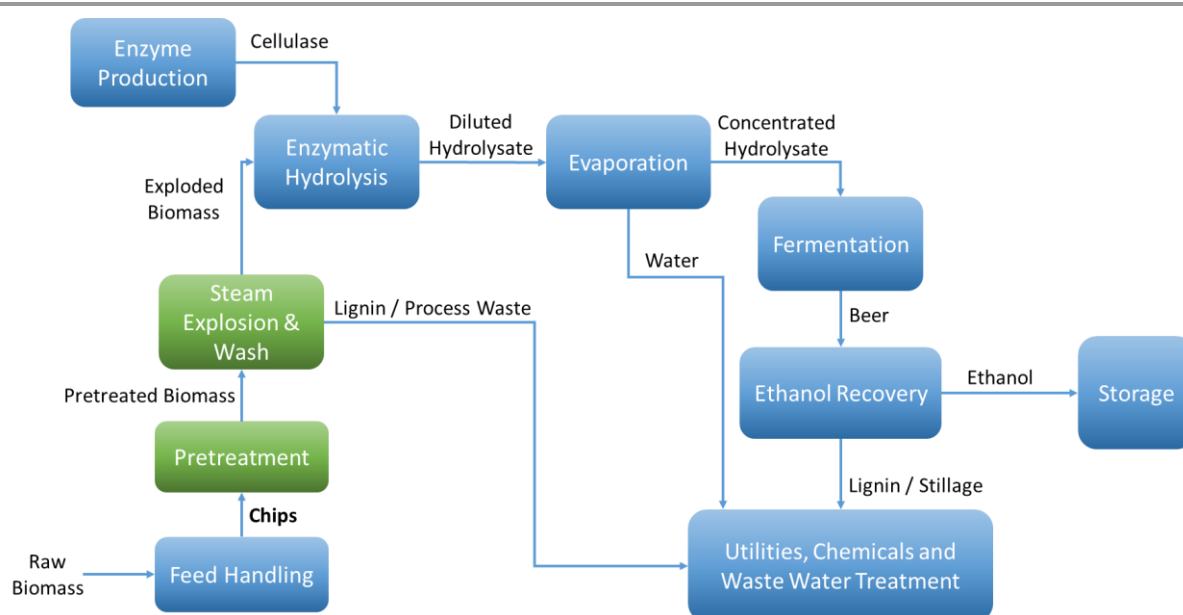 Enzyme
Production
Cellulase
Enzymatic
Hydrolysis
Diluted
Hydrolysate
Evaporation
Concentrated
Hydrolysate
Exploded
Biomass
Fermentation
Water
Steam
Explosion &
Wash
Lignin / Process Waste
Beer
Pretreated Biomass
Ethanol Recovery
Ethanol
Storage
Pretreatment
Lignin / Stillage
Chips
Raw
Biomass
Feed Handling
Utilities, Chemicals and
Waste Water Treatment